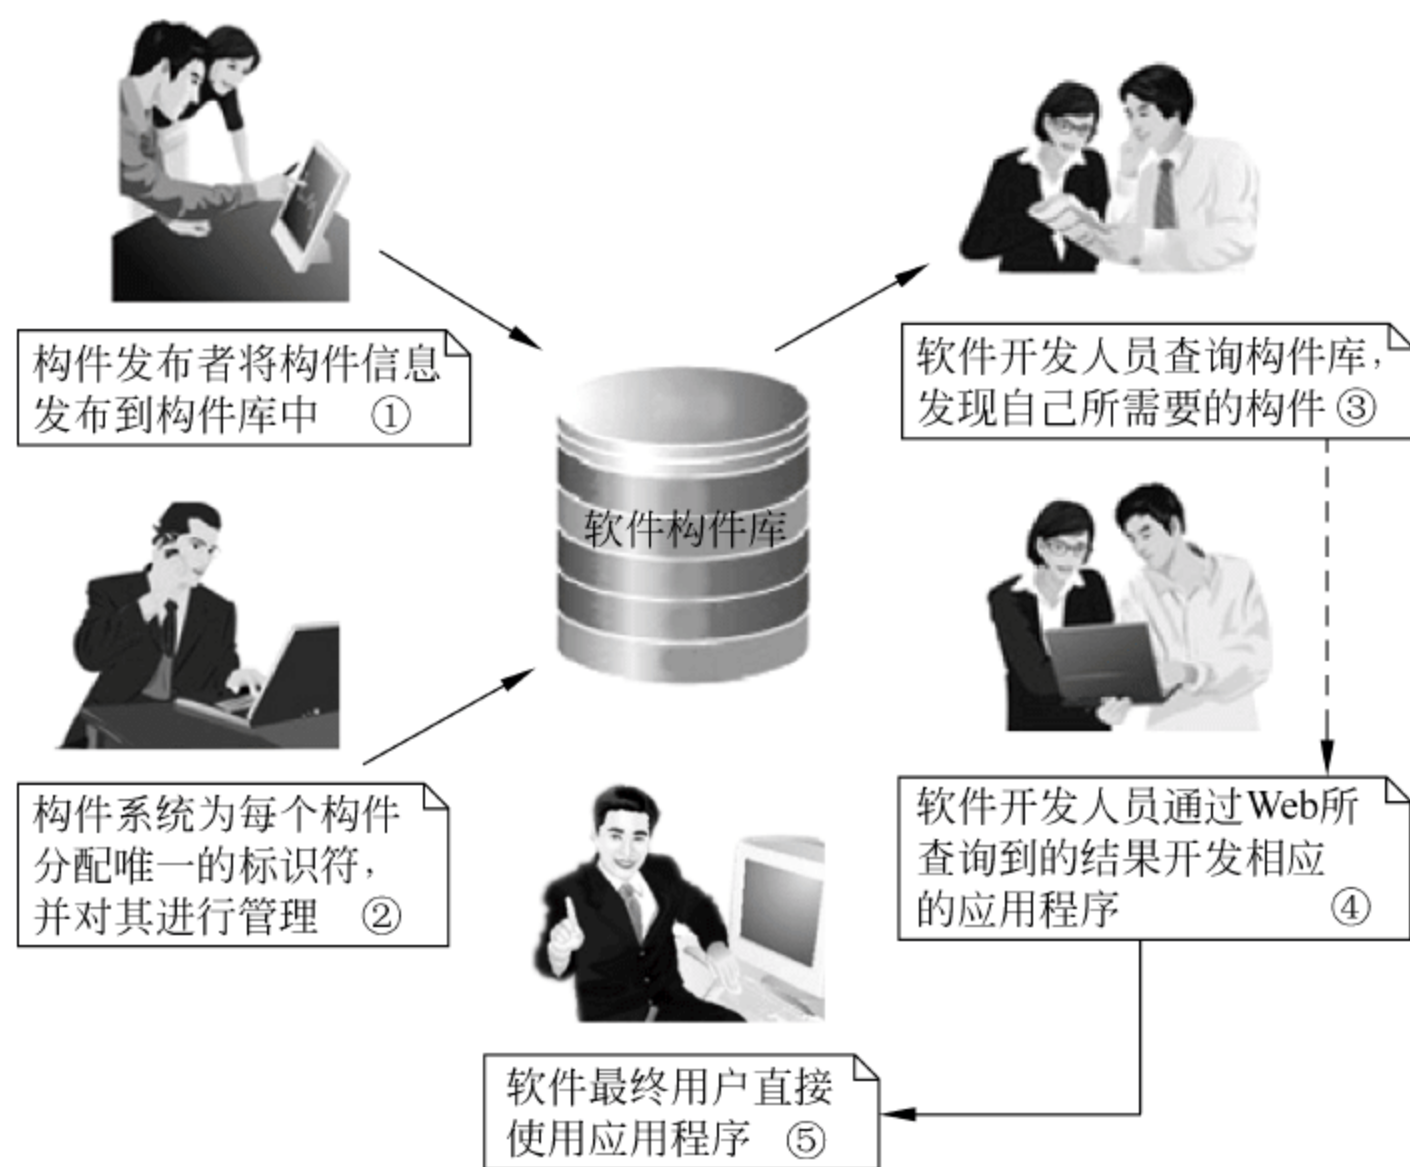 构件发布者将构件信息
发布到构件库中 ①
软件构件库
构件系统为每个构件
分配唯一的标识符，
并对其进行管理 ②
软件开发人员查询构件库，
发现自己所需要的构件③
软件开发人员通过Web所
查询到的结果开发相应
的应用程序 ④
软件最终用户直接
使用应用程序 ⑤